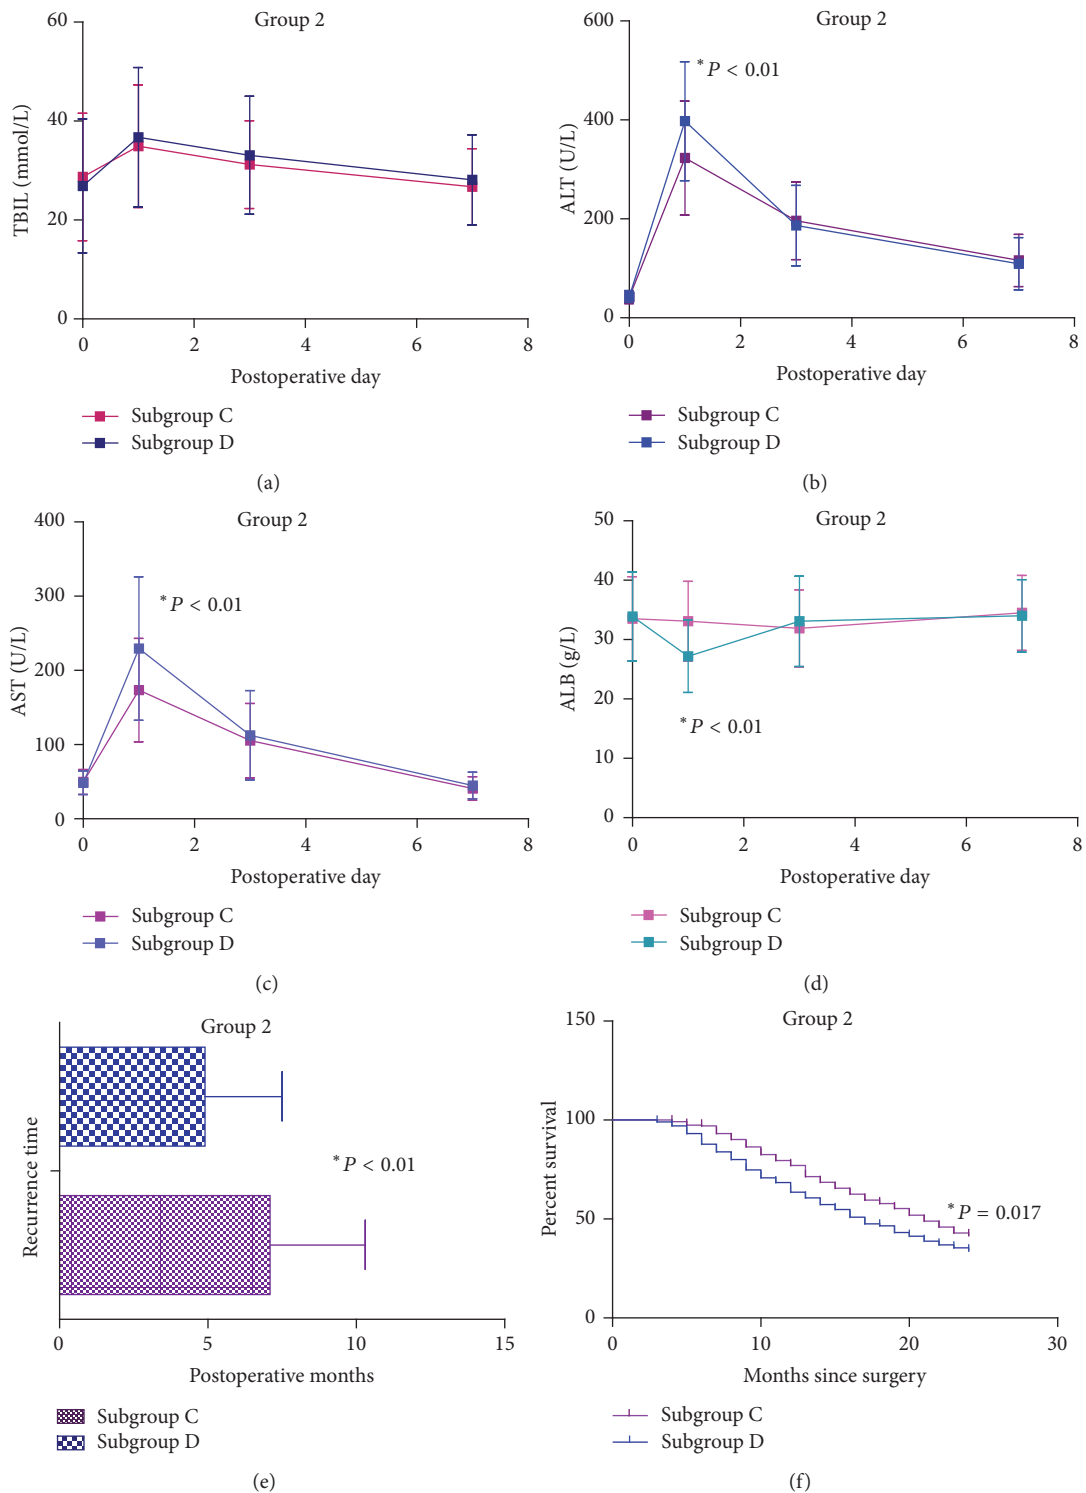 Group 2
60
40
20
0
TBIL (mmol/L)
0 2 4 6 8
Postoperative day
Subgroup C
Subgroup D
(a)
Group 2
600
400
200
0
ALT (U/L)
*P < 0.01
0 2 4 6 8
Postoperative day
Subgroup C
Subgroup D
(b)
Group 2
400
300
200
100
0
AST (U/L)
*P < 0.01
0 2 4 6 8
Postoperative day
Subgroup C
Subgroup D
(c)
Group 2
50
40
30
20
10
0
ALB (g/L)
*P < 0.01
0 2 4 6 8
Postoperative day
Subgroup C
Subgroup D
(d)
Group 2
Recurrence time
*P < 0.01
0 5 10 15
Postoperative months
Subgroup C
Subgroup D
(e)
Group 2
150
100
50
0
Percent survival
*P = 0.017
0 10 20 30
Months since surgery
Subgroup C
Subgroup D
(f)